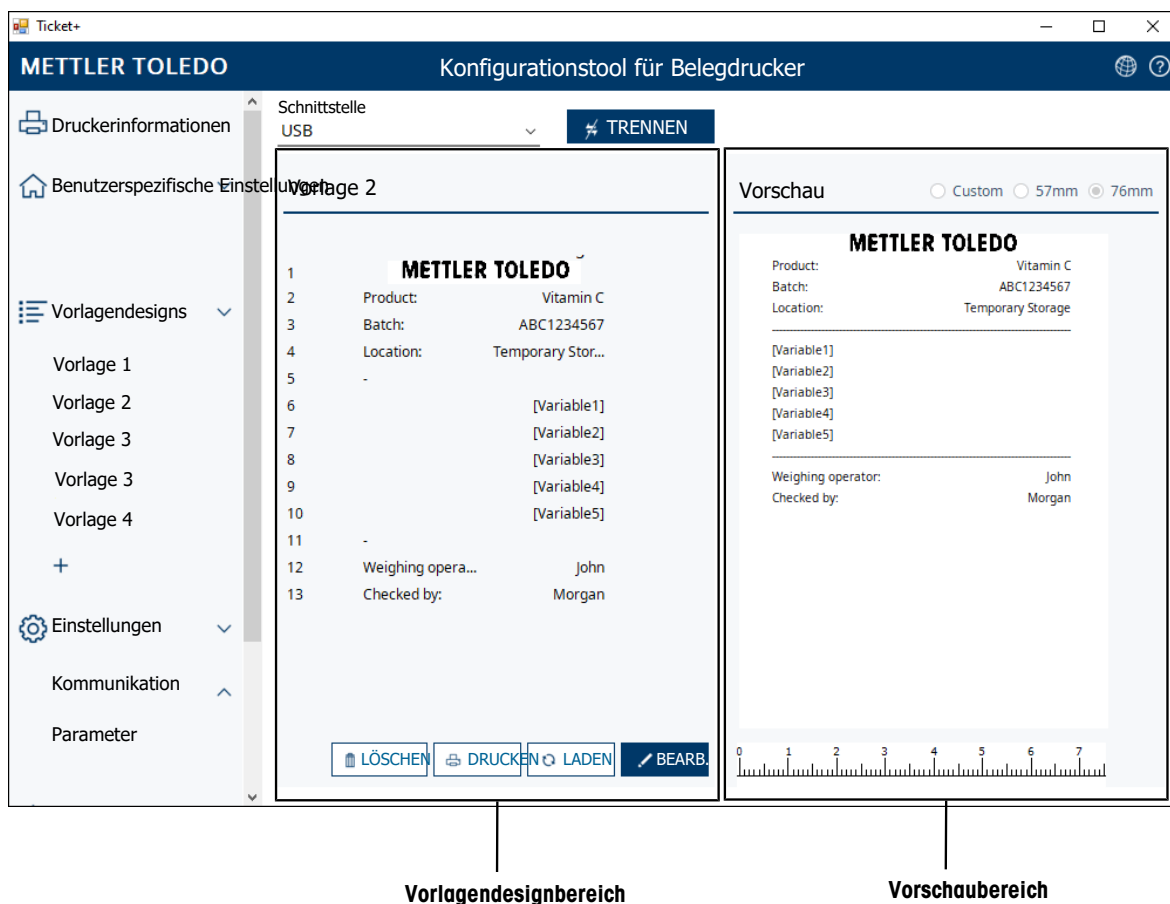 Ticket+
METTLER TOLEDO
Konfigurationstool für Belegdrucker
Druckerinformationen
Benutzerspezifische Einstellungen
Vorlagendesigns
Vorlage 1
Vorlage 2
Vorlage 3
Vorlage 3
Vorlage 4
+
Einstellungen
Kommunikation
Parameter
Schnittstelle
USB
TRENNEN
Vorlage 2
1 METTLER TOLEDO
2 Product: Vitamin C
3 Batch: ABC1234567
4 Location: Temporary Stor...
5 -
6 [Variable1]
7 [Variable2]
8 [Variable3]
9 [Variable4]
10 [Variable5]
11 -
12 Weighing opera... John
13 Checked by: Morgan
LÖSCHEN DRUCKEN LADEN BEARB.
Vorschau Custom 57mm 76mm
METTLER TOLEDO
Product: Vitamin C
Batch: ABC1234567
Location: Temporary Storage
[Variable1]
[Variable2]
[Variable3]
[Variable4]
[Variable5]
Weighing operator: John
Checked by: Morgan
0 1 2 3 4 5 6 7
Vorlagendesignbereich
Vorschaubereich